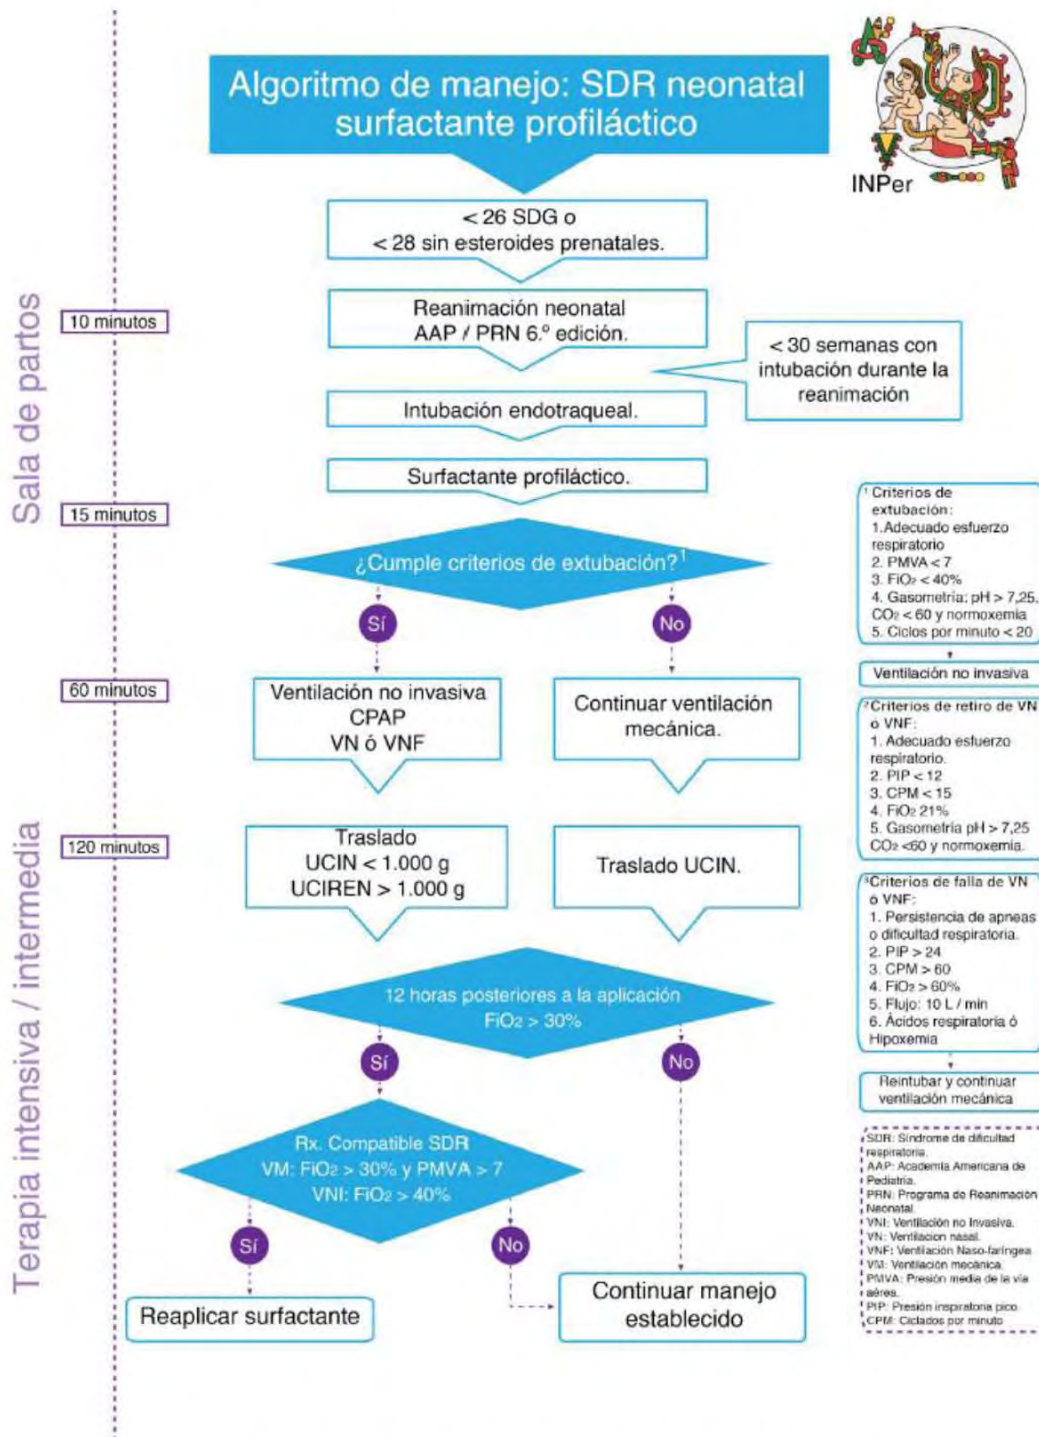 Algoritmo de manejo: SDR neonatal
surfactante profiláctico
INPer
< 26 SDG o
< 28 sin esteroides prenatales.
Sala de partos
10 minutos
Reanimación neonatal
AAP / PRN 6.º edición.
< 30 semanas con
intubación durante la
reanimación
Intubación endotraqueal.
Surfactante profiláctico.
15 minutos
¿Cumple criterios de extubación?1
Sí
No
60 minutos
Ventilación no invasiva
CPAP
VN ó VNF
Continuar ventilación
mecánica.
Terapia intensiva / intermedia
120 minutos
Traslado
UCIN < 1.000 g
UCIREN > 1.000 g
Traslado UCIN.
12 horas posteriores a la aplicación
FiO2 > 30%
Sí
No
Rx. Compatible SDR
VM: FiO2 > 30% y PMVA > 7
VNI: FiO2 > 40%
Sí
No
Reaplicar surfactante
Continuar manejo
establecido
1 Criterios de
extubación:
1.Adecuado esfuerzo
respiratorio
2. PMVA < 7
3. FiO2 < 40%
4. Gasometría: pH > 7,25,
CO2 < 60 y normoxemia
5. Ciclos por minuto < 20
Ventilación no invasiva
2Criterios de retiro de VN
ó VNF:
1. Adecuado esfuerzo
respiratorio.
2. PIP < 12
3. CPM < 15
4. FiO2 21%
5. Gasometría pH > 7,25
CO2 <60 y normoxemia.
3Criterios de falla de VN
ó VNF:
1. Persistencia de apneas
o dificultad respiratoria.
2. PIP > 24
3. CPM > 60
4. FiO2 > 60%
5. Flujo: 10 L / min
6. Ácidos respiratoria ó
Hipoxemia
Reintubar y continuar
ventilación mecánica
SDR: Síndrome de dificultad
respiratoria.
AAP: Academia Americana de
Pediatría.
PRN: Programa de Reanimación
Neonatal.
VNI: Ventilación no Invasiva.
VN: Ventilacion nasal.
VNF: Ventilación Naso-faríngea.
VM: Ventilación mecánica.
PMVA: Presión media de la vía
aérea.
PIP: Presión inspiratoria pico.
CPM: Ciclados por minuto